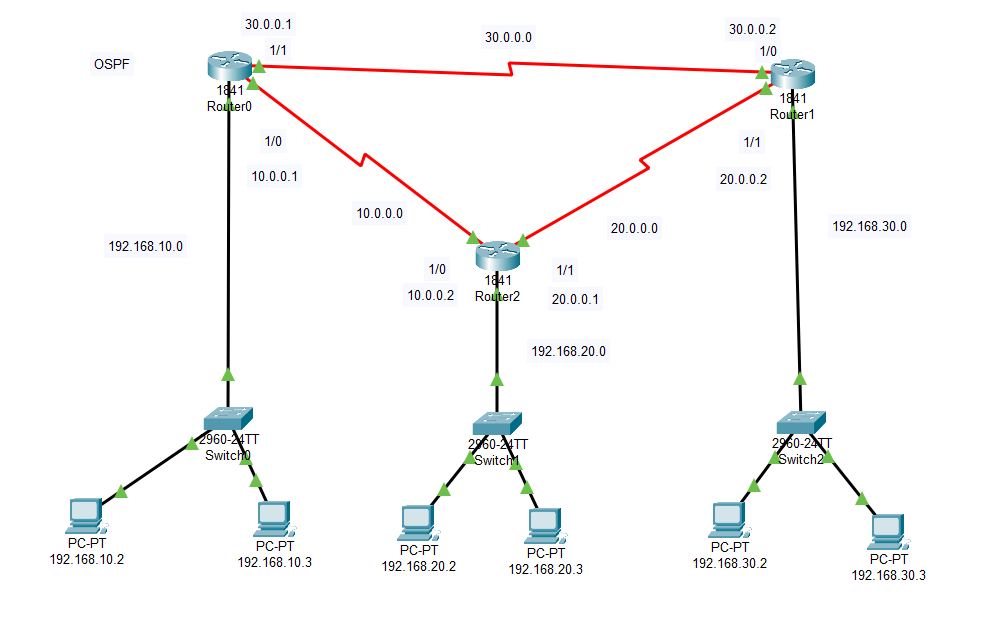 30.0.0.1
1/1
OSPF
30.0.0.0
30.0.0.2
1/0
1841
Router0
1841
Router1
1/0
10.0.0.1
1/1
20.0.0.2
10.0.0.0
20.0.0.0
192.168.10.0
192.168.30.0
1/0
10.0.0.2
1841
Router2
1/1
20.0.0.1
192.168.20.0
2960-24TT
Switch0
2960-24TT
Switch1
2960-24TT
Switch2
PC-PT
192.168.10.2
PC-PT
192.168.10.3
PC-PT
192.168.20.2
PC-PT
192.168.20.3
PC-PT
192.168.30.2
PC-PT
192.168.30.3